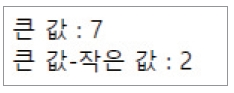 큰 값 : 7
큰 값-작은 값 : 2